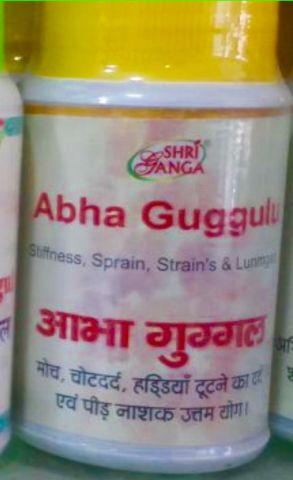 SHRI
GANGA
Abha Guggulu
Stiffness, Sprain, Strain's &
आभा गुग्गल
मोच, चोटदर्द, हड्डियाँ टूटने का दर्द
एवं पीड़ नाशक उत्तम योग।